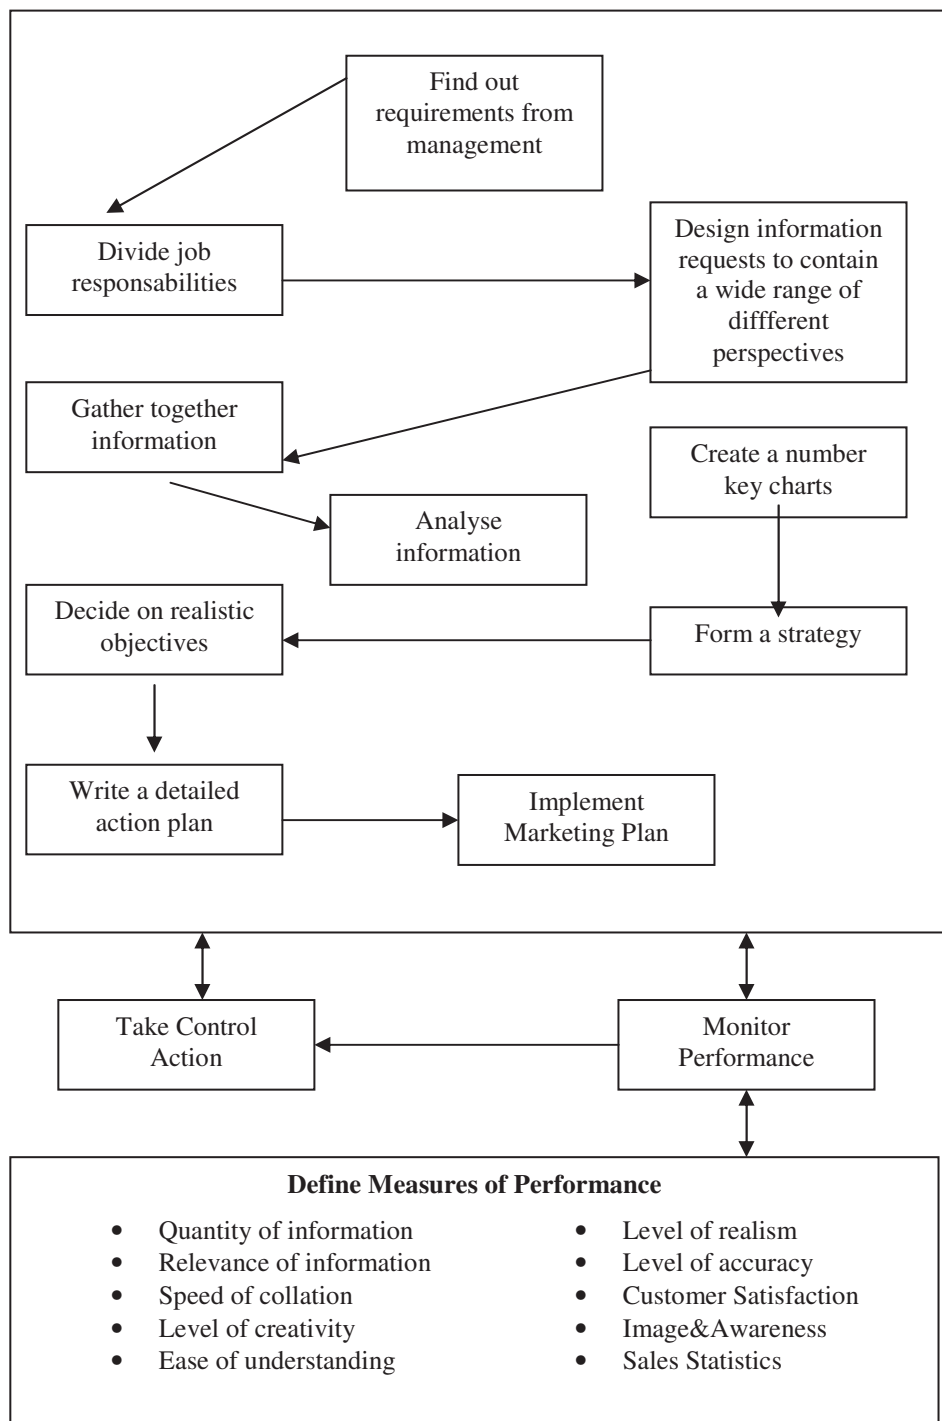 Find out
requirements from
management
Divide job
responsabilities
Design information
requests to contain
a wide range of
diffferent
perspectives
Gather together
information
Create a number
key charts
Analyse
information
Decide on realistic
objectives
Form a strategy
Write a detailed
action plan
Implement
Marketing Plan
Take Control
Action
Monitor
Performance
Define Measures of Performance
• Quantity of information
• Relevance of information
• Speed of collation
• Level of creativity
• Ease of understanding
• Level of realism
• Level of accuracy
• Customer Satisfaction
• Image&Awareness
• Sales Statistics